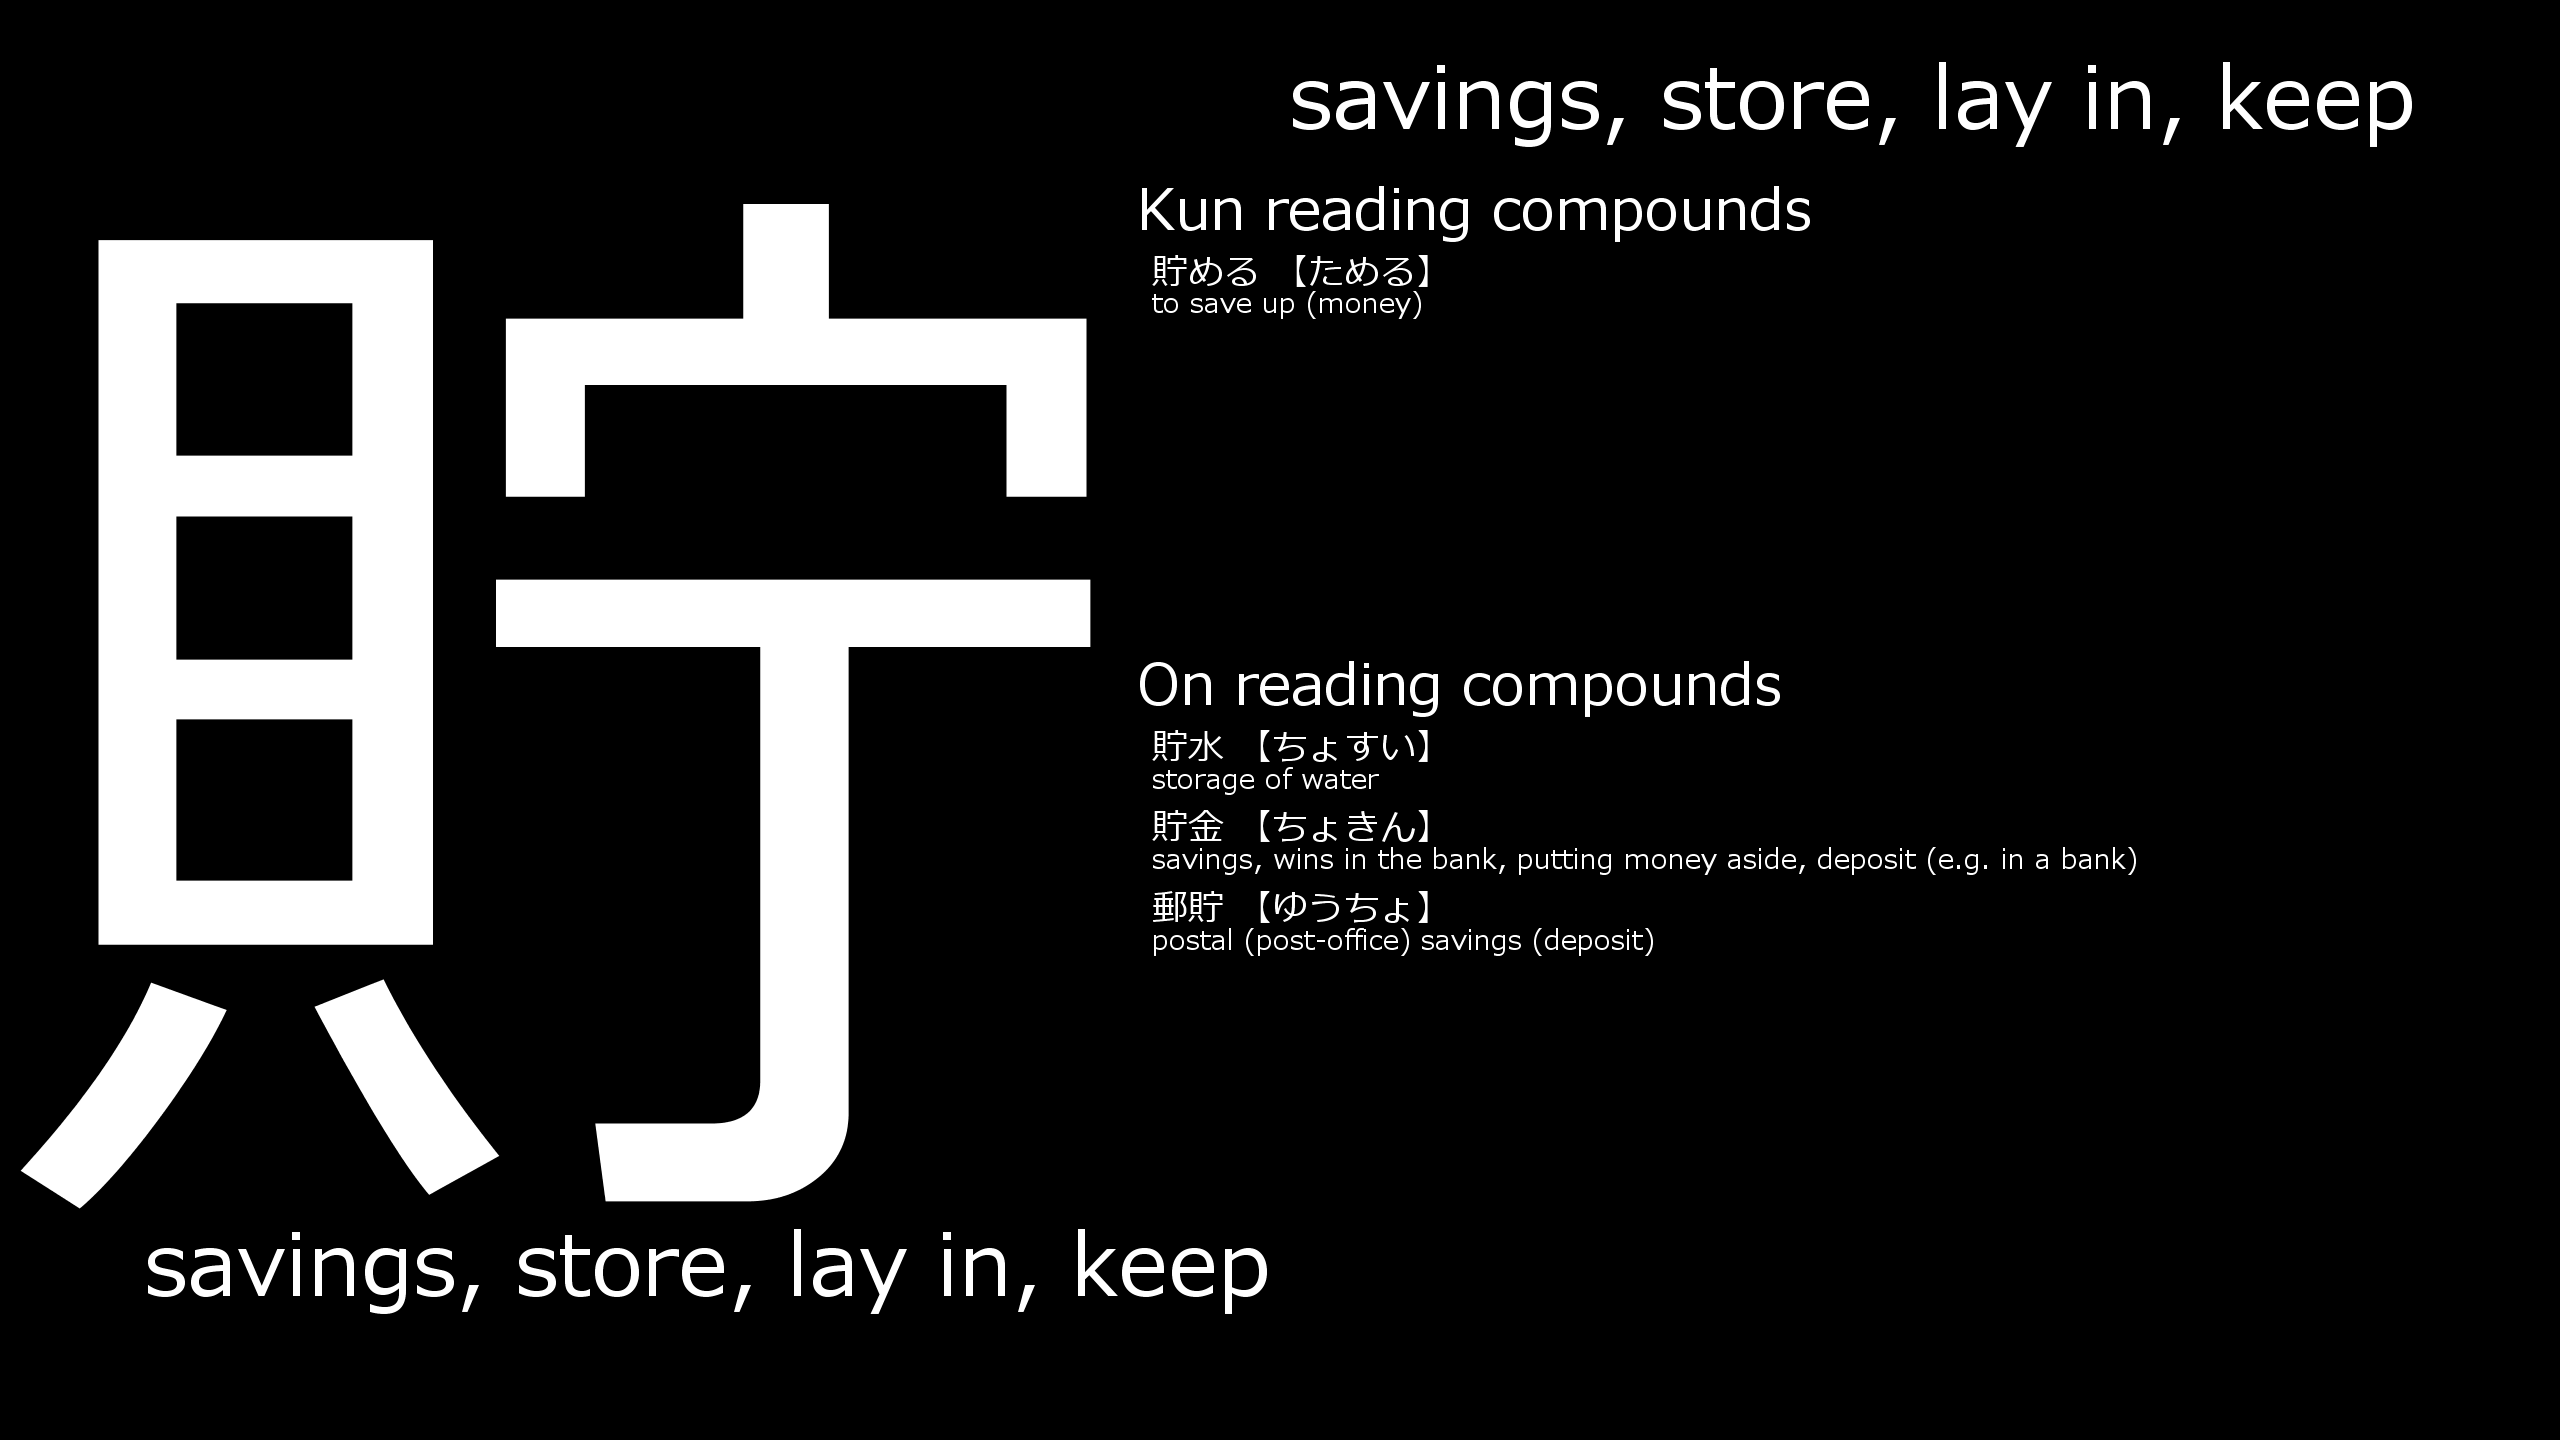 貯
savings, store, lay in, keep
savings, store, lay in, keep
Kun reading compounds
貯める 【ためる】
to save up (money)
On reading compounds
貯水 【ちょすい】
storage of water
貯金 【ちょきん】
savings, wins in the bank, putting money aside, deposit (e.g. in a bank)
郵貯 【ゆうちょ】
postal (post-office) savings (deposit)